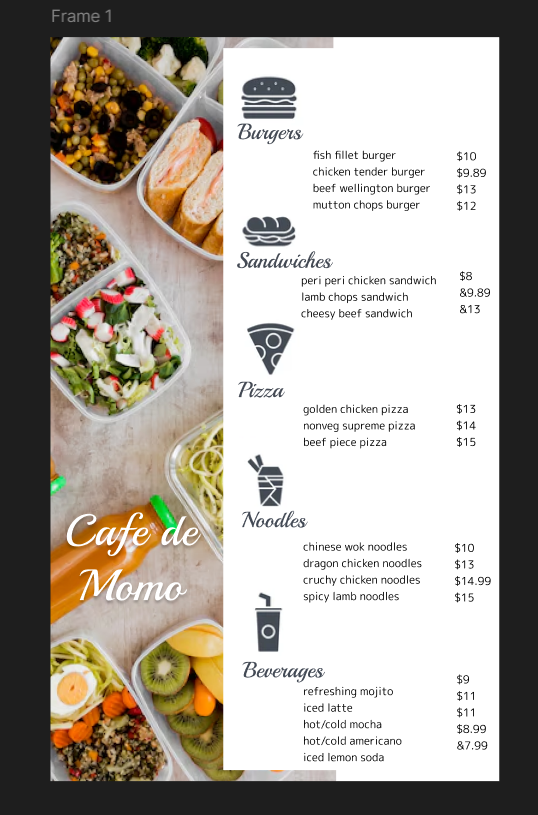 Frame 1
Burgers
fish fillet burger $10
chicken tender burger $9.89
beef wellington burger $13
mutton chops burger $12
Sandwiches
peri peri chicken sandwich $8
lamb chops sandwich &9.89
cheesy beef sandwich &13
Pizza
golden chicken pizza $13
nonveg supreme pizza $14
beef piece pizza $15
Noodles
chinese wok noodles $10
dragon chicken noodles $13
cruchy chicken noodles $14.99
spicy lamb noodles $15
Cafe de
Momo
Beverages
refreshing mojito $9
iced latte $11
hot/cold mocha $11
hot/cold americano $8.99
iced lemon soda &7.99